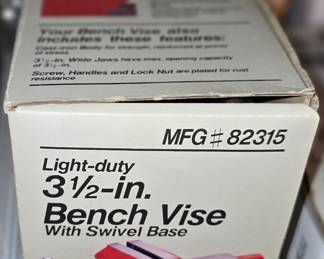 Your Bench Vise also
includes these features:
Cast-iron Body for strength, reinforced at points
of stress
3½-in. Wide Jaws have max. opening capacity
of 3½-in.
Screw, Handles and Lock Nut are plated for rust
resistance
MFG # 82315
Light-duty
3½-in.
Bench Vise
With Swivel Base